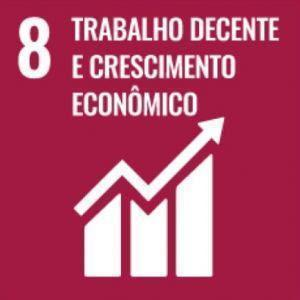 8 TRABALHO DECENTE
E CRESCIMENTO
ECONÔMICO